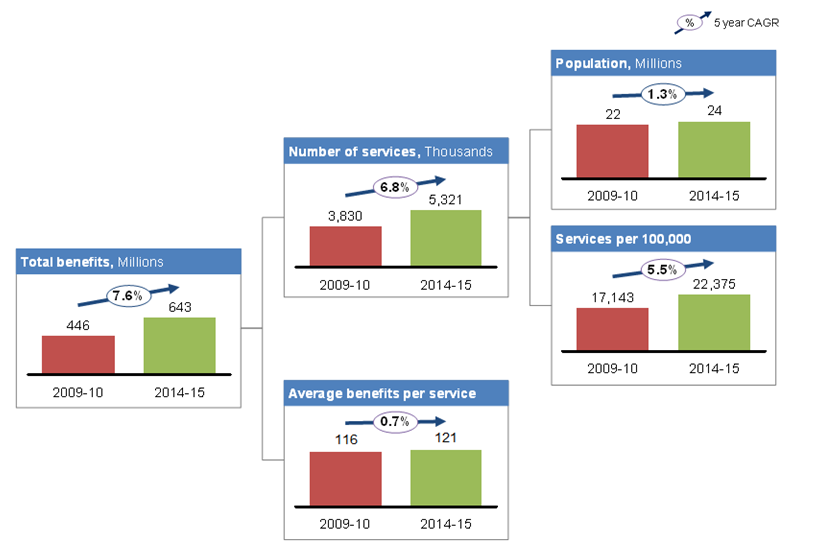 % 5 year CAGR
Population, Millions
1.3%
22 24
2009-10 2014-15
Number of services, Thousands
6.8%
3,830 5,321
2009-10 2014-15
Services per 100,000
5.5%
17,143 22,375
2009-10 2014-15
Total benefits, Millions
7.6%
446 643
2009-10 2014-15
Average benefits per service
0.7%
116 121
2009-10 2014-15